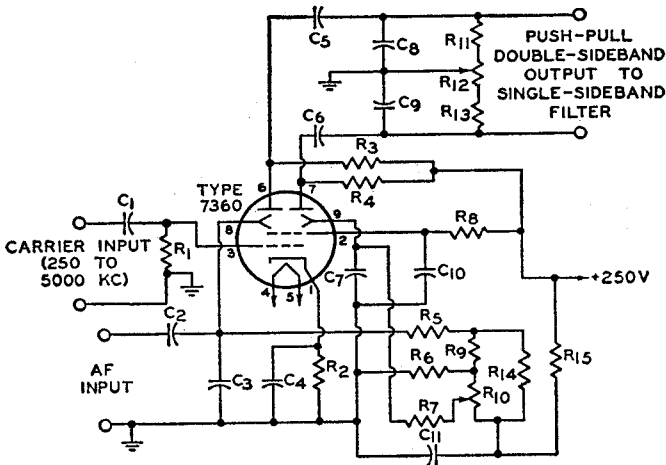 C5
C8
R11
R12
R13
PUSH-PULL
DOUBLE-SIDEBAND
OUTPUT TO
SINGLE-SIDEBAND
FILTER
C6
C9
R3
R4
TYPE
7360
6
7
8
9
2
3
4
5
1
C1
R1
CARRIER INPUT
(250 TO
5000 KC)
R8
C7
C10
+250V
C2
AF
INPUT
R5
R6
R9
R14
R15
R10
R7
C3
C4
R2
C11